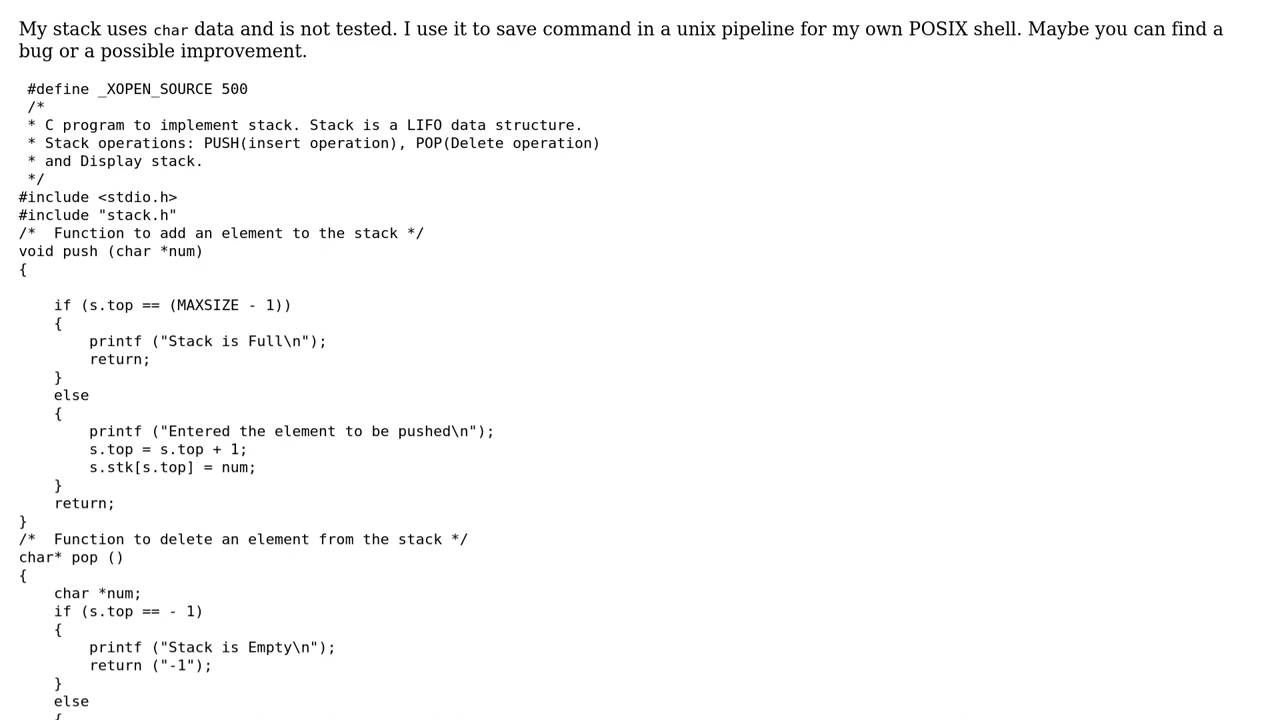 My stack uses char data and is not tested. I use it to save command in a unix pipeline for my own POSIX shell. Maybe you can find a
bug or a possible improvement.
#define _XOPEN_SOURCE 500
/*
* C program to implement stack. Stack is a LIFO data structure.
* Stack operations: PUSH(insert operation), POP(Delete operation)
* and Display stack.
*/
#include <stdio.h>
#include "stack.h"
/*  Function to add an element to the stack */
void push (char *num)
{
    if (s.top == (MAXSIZE - 1))
    {
        printf ("Stack is Full\n");
        return;
    }
    else
    {
        printf ("Entered the element to be pushed\n");
        s.top = s.top + 1;
        s.stk[s.top] = num;
    }
    return;
}
/*  Function to delete an element from the stack */
char* pop ()
{
    char *num;
    if (s.top == - 1)
    {
        printf ("Stack is Empty\n");
        return ("-1");
    }
    else
    {